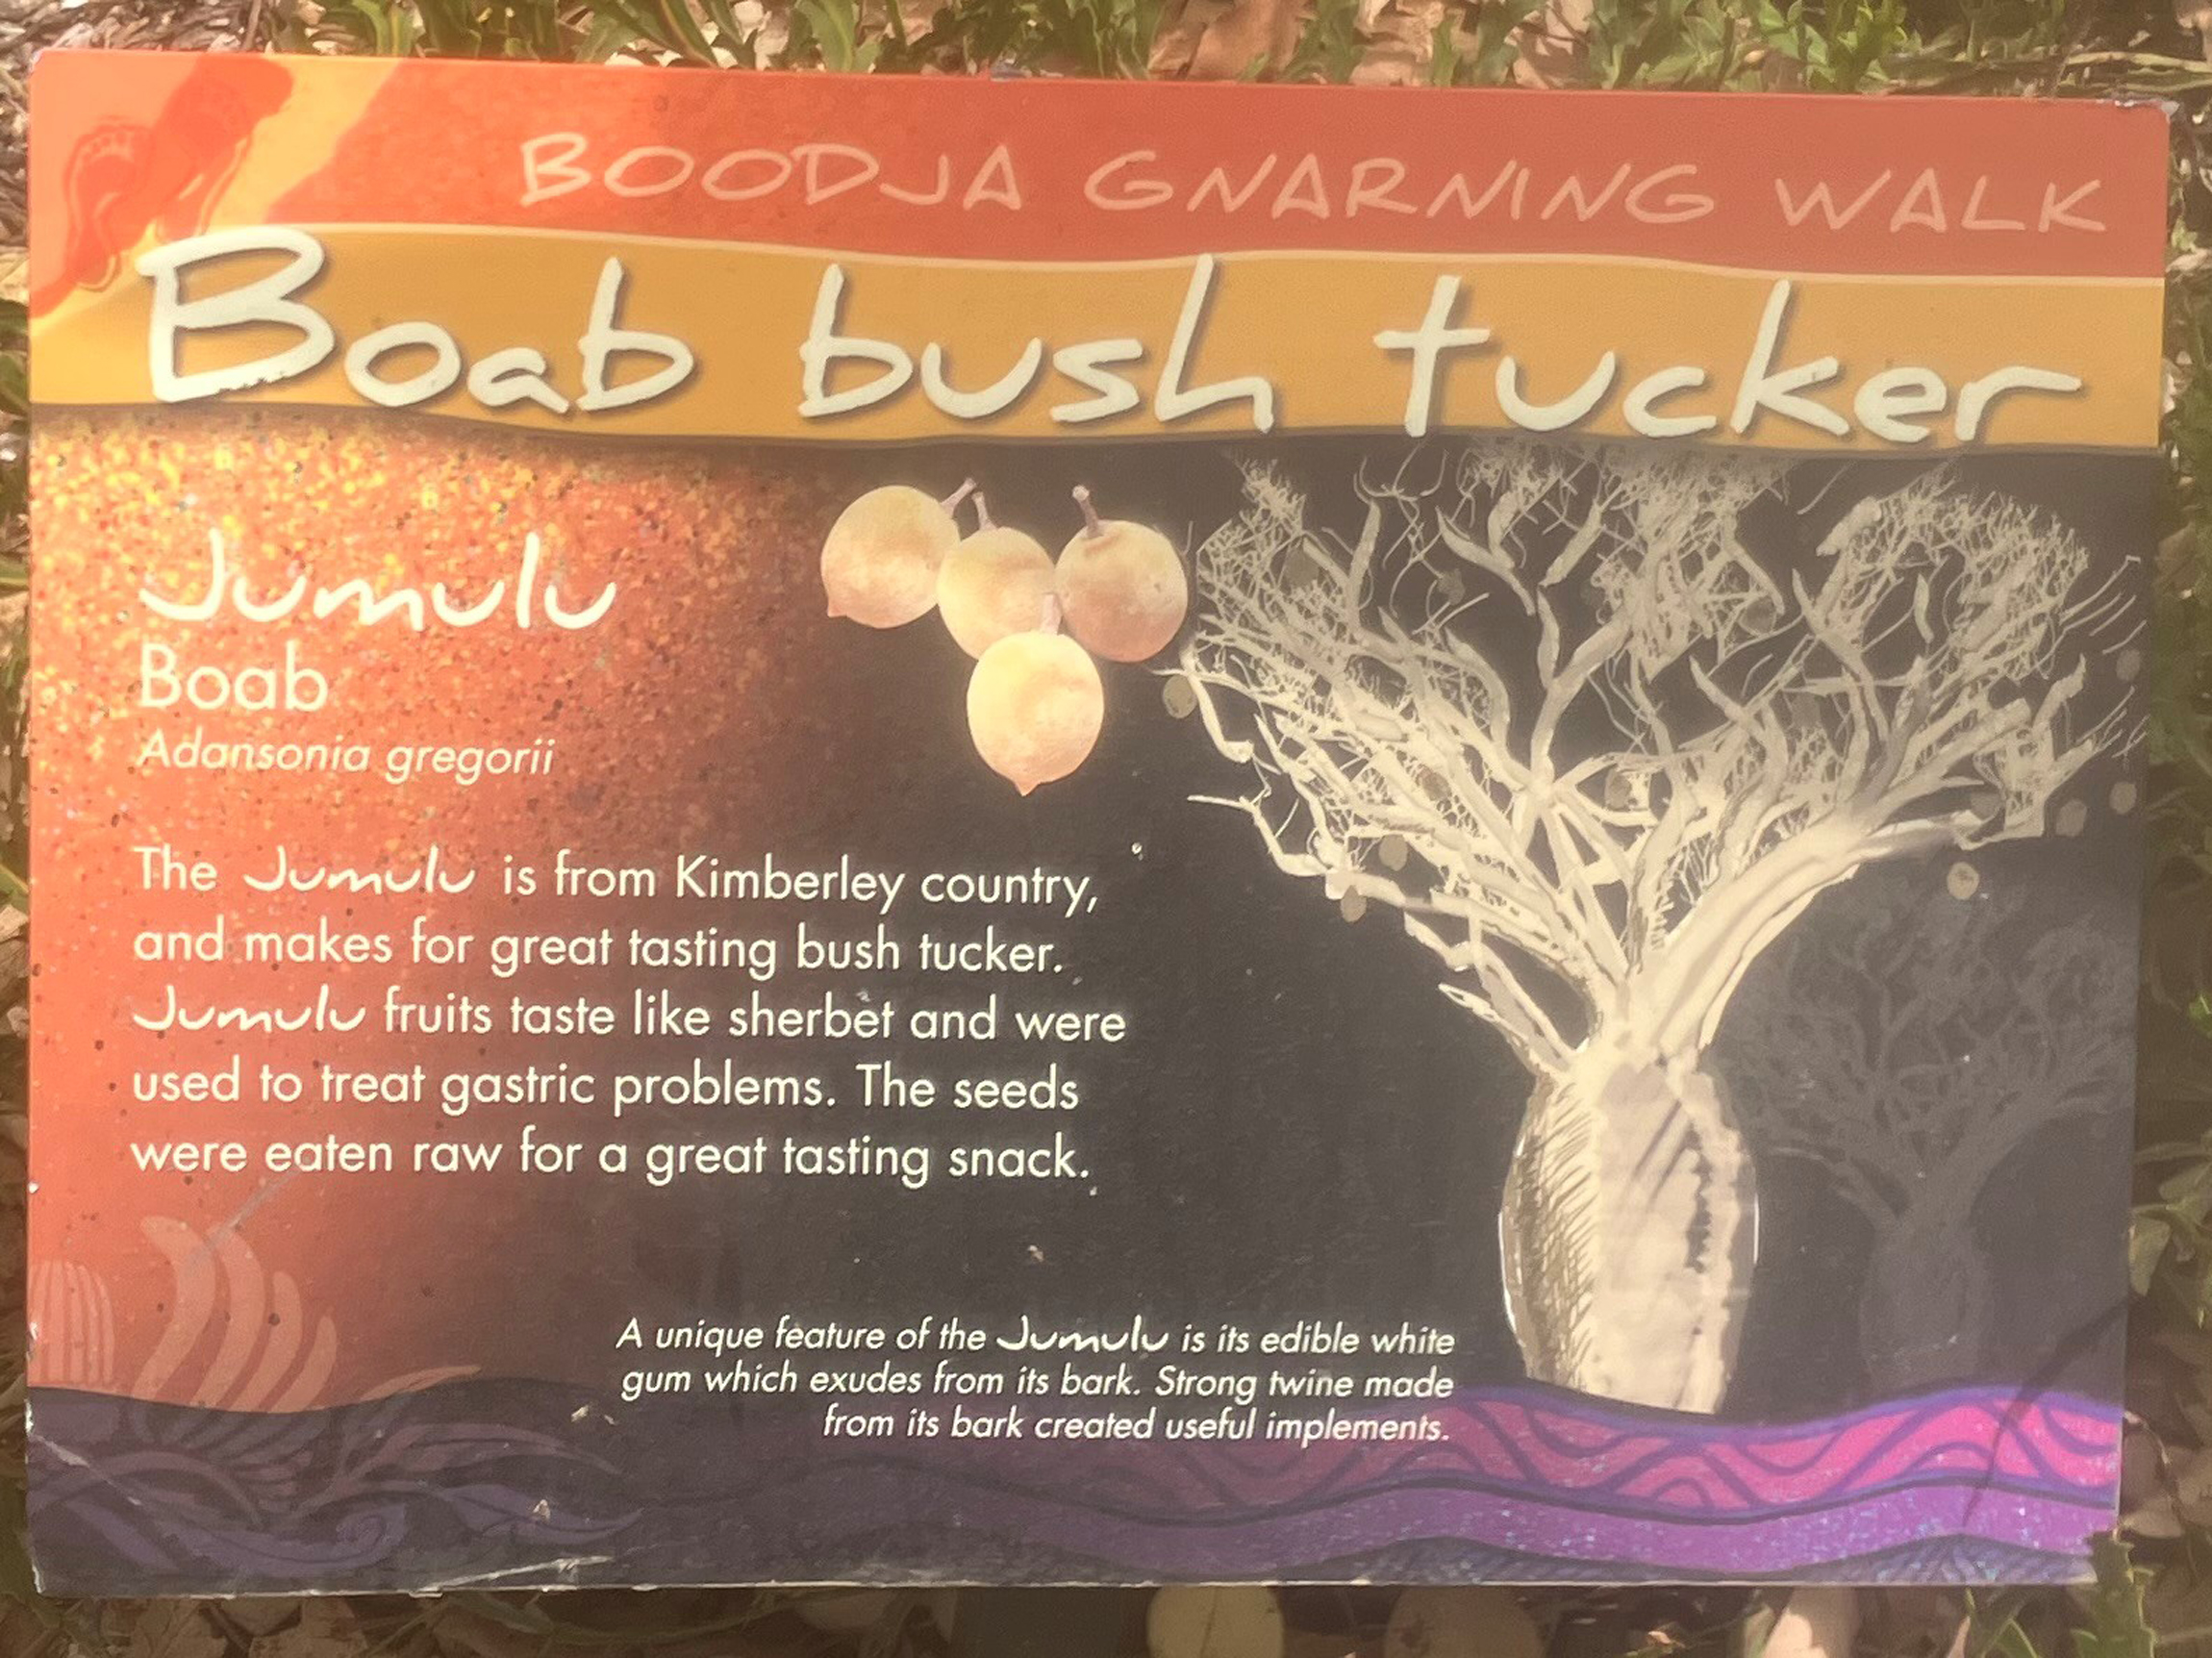 BOODJA GNARNING WALK
Boab bush tucker
Jumulu
Boab
Adansonia gregorii
The Jumulu is from Kimberley country,
and makes for great tasting bush tucker.
Jumulu fruits taste like sherbet and were
used to treat gastric problems. The seeds
were eaten raw for a great tasting snack.
A unique feature of the Jumulu is its edible white
gum which exudes from its bark. Strong twine made
from its bark created useful implements.